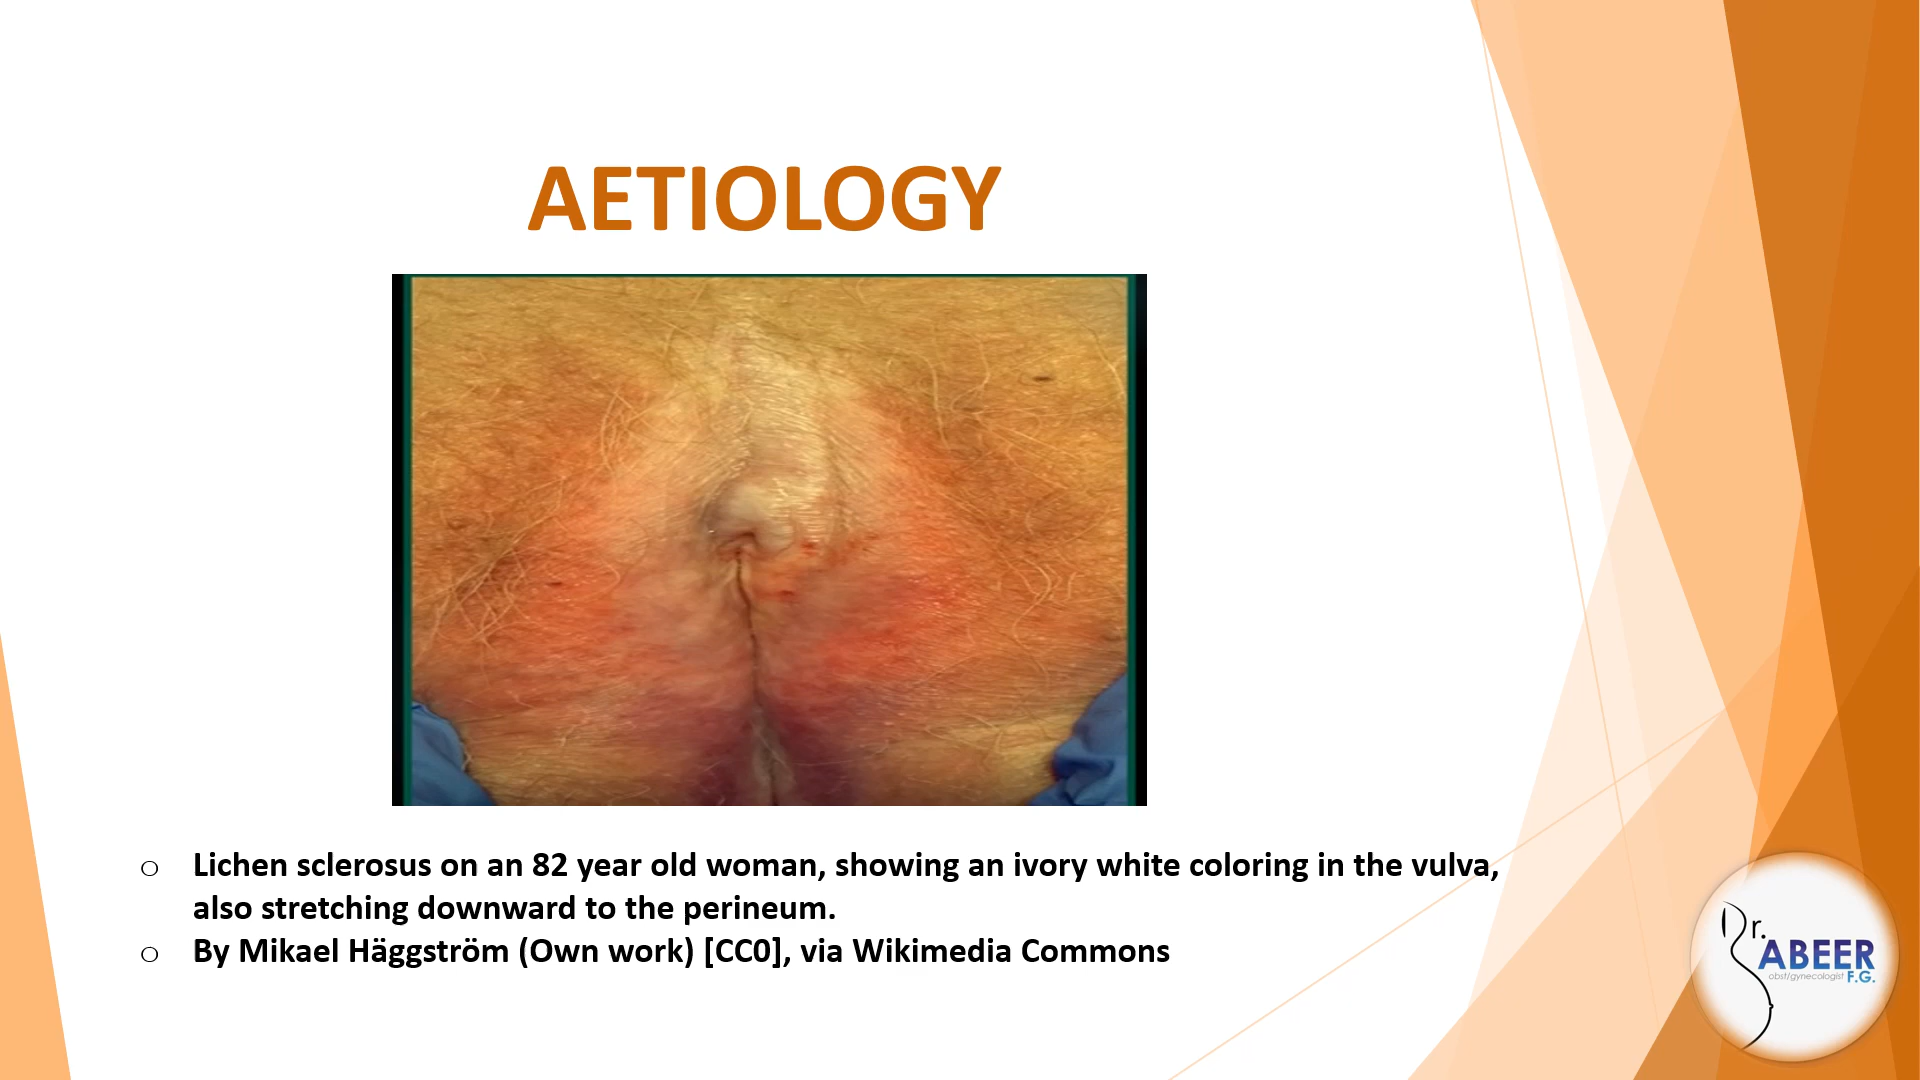 AETIOLOGY
○ Lichen sclerosus on an 82 year old woman, showing an ivory white coloring in the vulva,
also stretching downward to the perineum.
○ By Mikael Häggström (Own work) [CC0], via Wikimedia Commons
Dr.
ABEER
obst/gynecologist F.G.